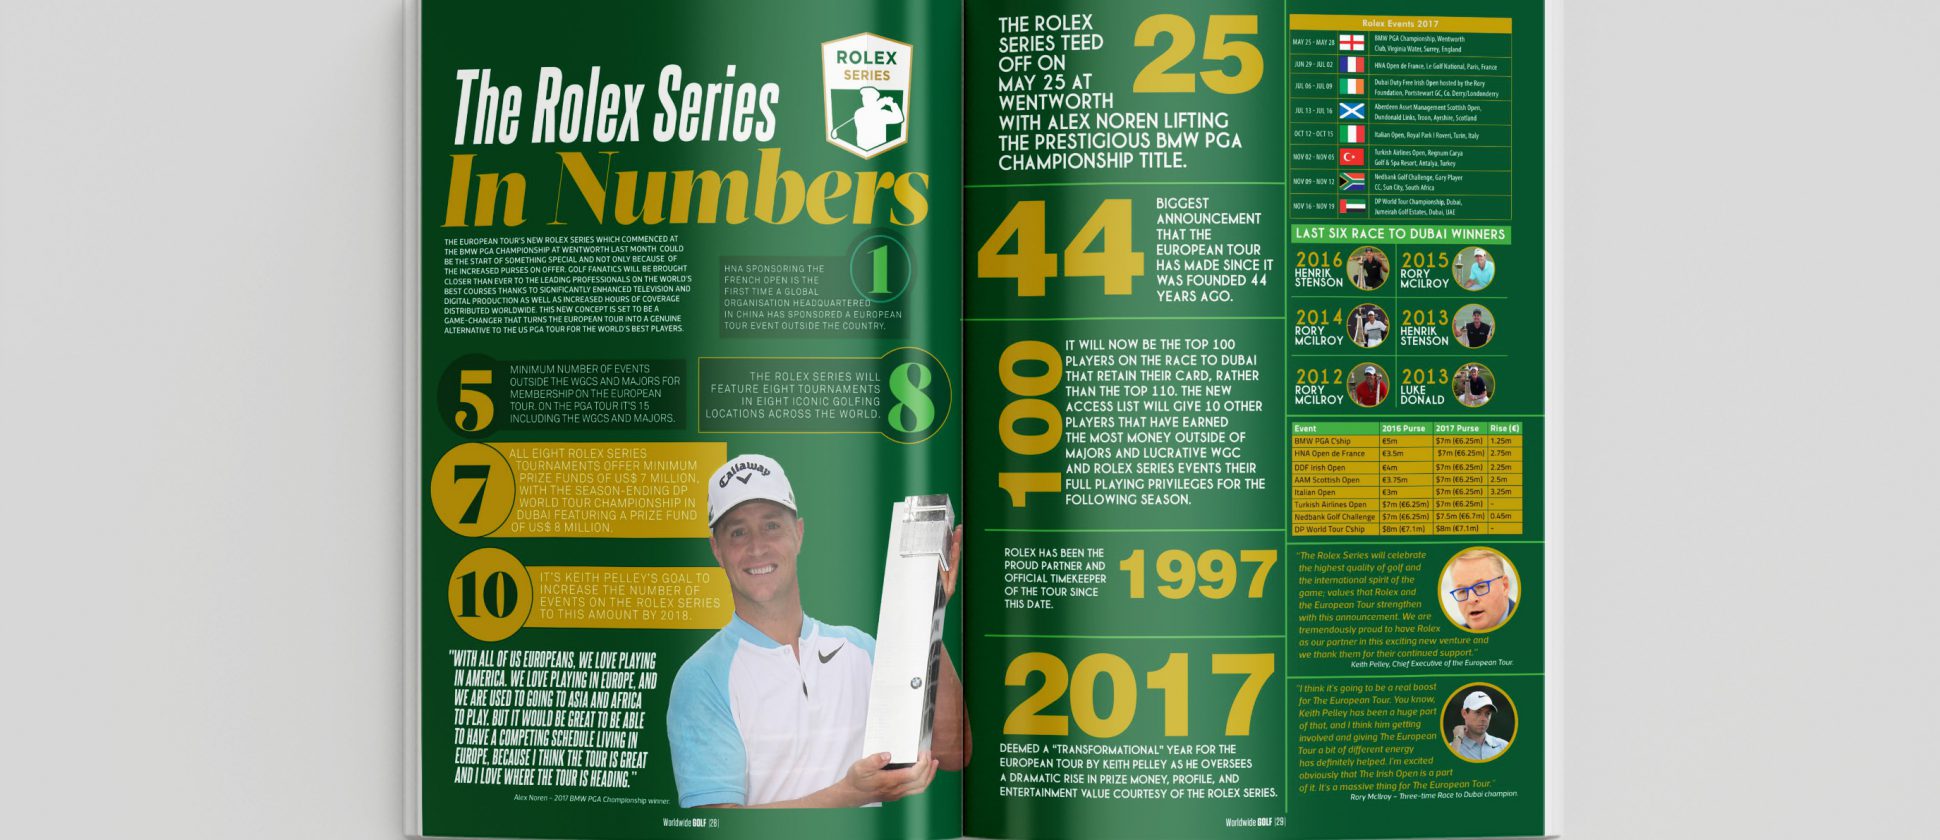 The Rolex Series
In Numbers
ROLEX
SERIES
THE EUROPEAN TOUR'S NEW ROLEX SERIES WHICH COMMENCED AT
THE BMW PGA CHAMPIONSHIP AT WENTWORTH LAST MONTH COULD
BE THE START OF SOMETHING SPECIAL AND NOT ONLY BECAUSE OF
THE INCREASED PURSES ON OFFER. GOLF FANATICS WILL BE BROUGHT
CLOSER THAN EVER TO THE LEADING PROFESSIONALS ON THE WORLD'S
BEST COURSES THANKS TO SIGNIFICANTLY ENHANCED TELEVISION AND
DIGITAL PRODUCTION AS WELL AS INCREASED HOURS OF COVERAGE
DISTRIBUTED WORLDWIDE. THIS NEW CONCEPT IS SET TO BE A
GAME-CHANGER THAT TURNS THE EUROPEAN TOUR INTO A GENUINE
ALTERNATIVE TO THE US PGA TOUR FOR THE WORLD'S BEST PLAYERS.
1
HNA SPONSORING THE
FRENCH OPEN IS THE
FIRST TIME A GLOBAL
ORGANISATION HEADQUARTERED
IN CHINA HAS SPONSORED A EUROPEAN
TOUR EVENT OUTSIDE THE COUNTRY.
5
MINIMUM NUMBER OF EVENTS
OUTSIDE THE WGCS AND MAJORS FOR
MEMBERSHIP ON THE EUROPEAN
TOUR. ON THE PGA TOUR IT'S 15
INCLUDING THE WGCS AND MAJORS.
THE ROLEX SERIES WILL
FEATURE EIGHT TOURNAMENTS
IN EIGHT ICONIC GOLFING
LOCATIONS ACROSS THE WORLD.
8
7
ALL EIGHT ROLEX SERIES
TOURNAMENTS OFFER MINIMUM
PRIZE FUNDS OF US$ 7 MILLION,
WITH THE SEASON-ENDING DP
WORLD TOUR CHAMPIONSHIP IN
DUBAI FEATURING A PRIZE FUND
OF US$ 8 MILLION.
10
IT'S KEITH PELLEY'S GOAL TO
INCREASE THE NUMBER OF
EVENTS ON THE ROLEX SERIES
TO THIS AMOUNT BY 2018.
Callaway
"WITH ALL OF US EUROPEANS, WE LOVE PLAYING
IN AMERICA. WE LOVE PLAYING IN EUROPE, AND
WE ARE USED TO GOING TO ASIA AND AFRICA
TO PLAY. BUT IT WOULD BE GREAT TO BE ABLE
TO HAVE A COMPETING SCHEDULE LIVING IN
EUROPE, BECAUSE I THINK THE TOUR IS GREAT
AND I LOVE WHERE THE TOUR IS HEADING."
Alex Noren - 2017 BMW PGA Championship winner.
Worldwide GOLF |28|
THE ROLEX
SERIES TEED
OFF ON
MAY 25 AT
WENTWORTH
WITH ALEX NOREN LIFTING
THE PRESTIGIOUS BMW PGA
CHAMPIONSHIP TITLE.
25
44
BIGGEST
ANNOUNCEMENT
THAT THE
EUROPEAN TOUR
HAS MADE SINCE IT
WAS FOUNDED 44
YEARS AGO.
100
IT WILL NOW BE THE TOP 100
PLAYERS ON THE RACE TO DUBAI
THAT RETAIN THEIR CARD, RATHER
THAN THE TOP 110. THE NEW
ACCESS LIST WILL GIVE 10 OTHER
PLAYERS THAT HAVE EARNED
THE MOST MONEY OUTSIDE OF
MAJORS AND LUCRATIVE WGC
AND ROLEX SERIES EVENTS THEIR
FULL PLAYING PRIVILEGES FOR THE
FOLLOWING SEASON.
ROLEX HAS BEEN THE
PROUD PARTNER AND
OFFICIAL TIMEKEEPER
OF THE TOUR SINCE
THIS DATE.
1997
2017
DEEMED A "TRANSFORMATIONAL" YEAR FOR THE
EUROPEAN TOUR BY KEITH PELLEY AS HE OVERSEES
A DRAMATIC RISE IN PRIZE MONEY, PROFILE, AND
ENTERTAINMENT VALUE COURTESY OF THE ROLEX SERIES.
Rolex Events 2017
MAY 25 - MAY 28 BMW PGA Championship, Wentworth
Club, Virginia Water, Surrey, England
JUN 29 - JUL 02 HNA Open de France, Le Golf National, Paris, France
JUL 06 - JUL 09 Dubai Duty Free Irish Open hosted by the Rory
Foundation, Portstewart GC, Co. Derry/Londonderry
JUL 13 - JUL 16 Aberdeen Asset Management Scottish Open,
Dundonald Links, Troon, Ayrshire, Scotland
OCT 12 - OCT 15 Italian Open, Royal Park I Roveri, Turin, Italy
NOV 02 - NOV 05 Turkish Airlines Open, Regnum Carya
Golf & Spa Resort, Antalya, Turkey
NOV 09 - NOV 12 Nedbank Golf Challenge, Gary Player
CC, Sun City, South Africa
NOV 16 - NOV 19 DP World Tour Championship, Dubai,
Jumeirah Golf Estates, Dubai, UAE
LAST SIX RACE TO DUBAI WINNERS
2016
HENRIK
STENSON
2015
RORY
MCILROY
2014
RORY
MCILROY
2013
HENRIK
STENSON
2012
RORY
MCILROY
2013
LUKE
DONALD
Event 2016 Purse 2017 Purse Rise (€)
BMW PGA C'ship €5m $7m (€6.25m) 1.25m
HNA Open de France €3.5m $7m (€6.25m) 2.75m
DDF Irish Open €4m $7m (€6.25m) 2.25m
AAM Scottish Open €3.75m $7m (€6.25m) 2.5m
Italian Open €3m $7m (€6.25m) 3.25m
Turkish Airlines Open $7m (€6.25m) $7m (€6.25m) -
Nedbank Golf Challenge $7m (€6.25m) $7.5m (€6.7m) 0.45m
DP World Tour C'ship $8m (€7.1m) $8m (€7.1m) -
"The Rolex Series will celebrate
the highest quality of golf and
the international spirit of the
game; values that Rolex and
the European Tour strengthen
with this announcement. We are
tremendously proud to have Rolex
as our partner in this exciting new venture and
we thank them for their continued support."
Keith Pelley, Chief Executive of the European Tour.
"I think it's going to be a real boost
for The European Tour. You know,
Keith Pelley has been a huge part
of that, and I think him getting
involved and giving The European
Tour a bit of different energy
has definitely helped. I'm excited
obviously that The Irish Open is a part
of it. It's a massive thing for The European Tour."
Rory McIlroy - Three-time Race to Dubai champion.
Worldwide GOLF |29|